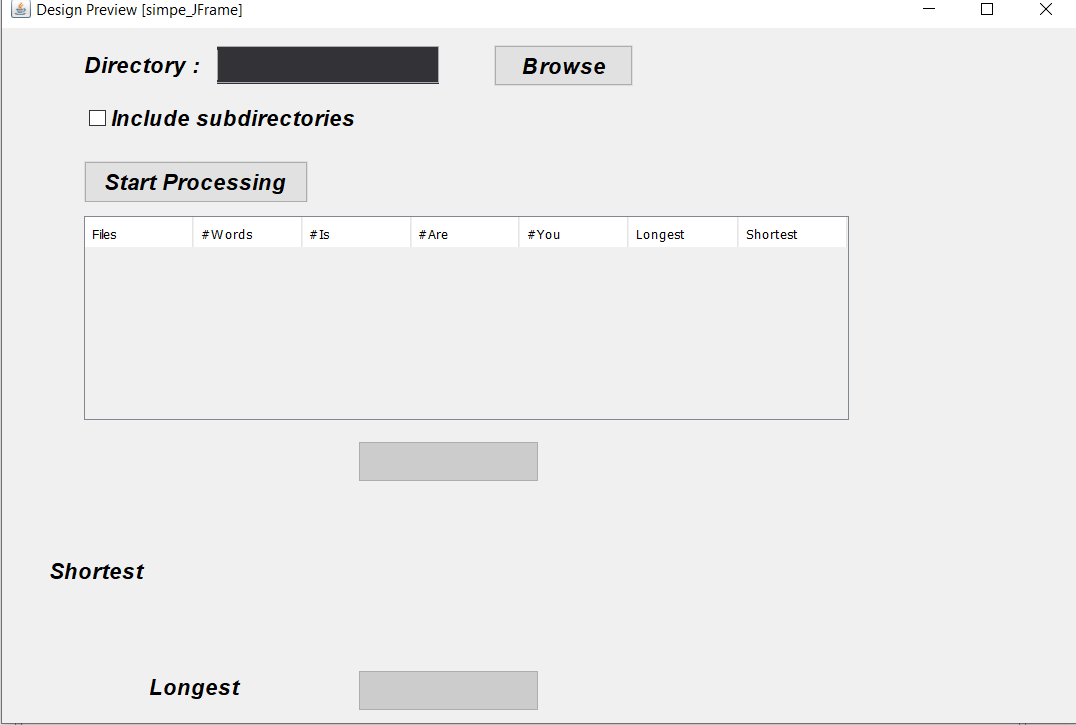 Design Preview [simpe_JFrame]
Directory :
Browse
Include subdirectories
Start Processing
Files #Words #Is #Are #You Longest Shortest
Shortest
Longest